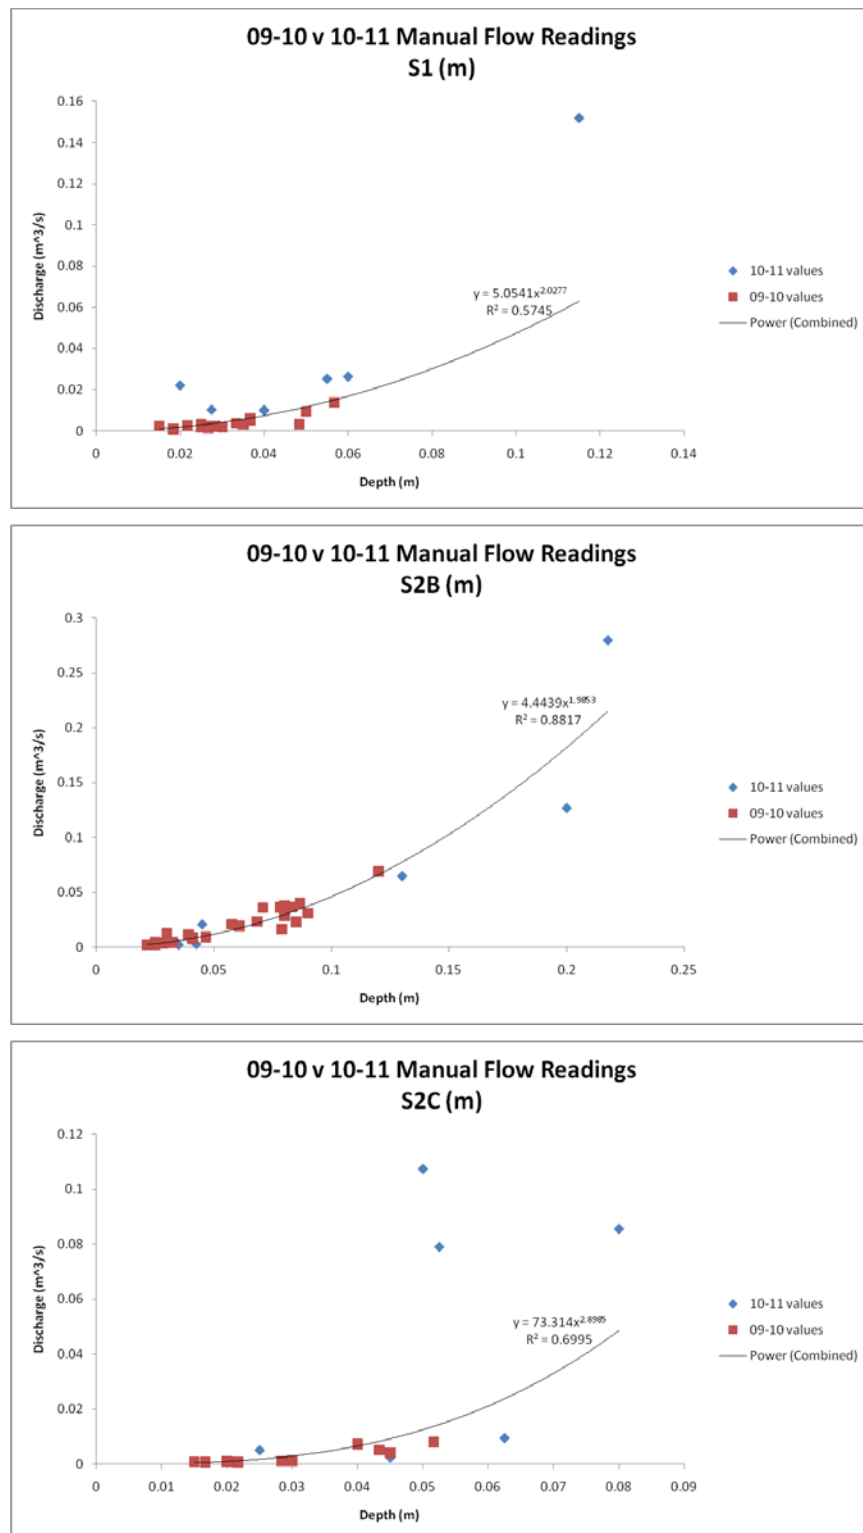 09-10 v 10-11 Manual Flow Readings
S1 (m)
0.16
0.14
0.12
0.1
0.08
0.06
0.04
0.02
0
Discharge (m^3/s)
y = 5.0541x^2.0277
R² = 0.5745
0 0.02 0.04 0.06 0.08 0.1 0.12 0.14
Depth (m)
10-11 values
09-10 values
Power (Combined)
09-10 v 10-11 Manual Flow Readings
S2B (m)
0.3
0.25
0.2
0.15
0.1
0.05
0
Discharge (m^3/s)
y = 4.4439x^1.9853
R² = 0.8817
0 0.05 0.1 0.15 0.2 0.25
Depth (m)
10-11 values
09-10 values
Power (Combined)
09-10 v 10-11 Manual Flow Readings
S2C (m)
0.12
0.1
0.08
0.06
0.04
0.02
0
Discharge (m^3/s)
y = 73.314x^2.8985
R² = 0.6995
0 0.01 0.02 0.03 0.04 0.05 0.06 0.07 0.08 0.09
Depth (m)
10-11 values
09-10 values
Power (Combined)